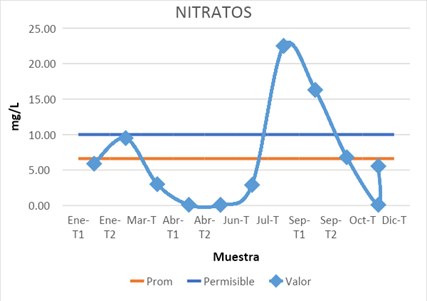 NITRATOS
25.00
20.00
15.00
10.00
5.00
0.00
mg/L
Ene-T1 Ene-T2 Mar-T Abr-T1 Abr-T2 Jun-T Jul-T Sep-T1 Sep-T2 Oct-T Dic-T
Muestra
Prom Permisible Valor